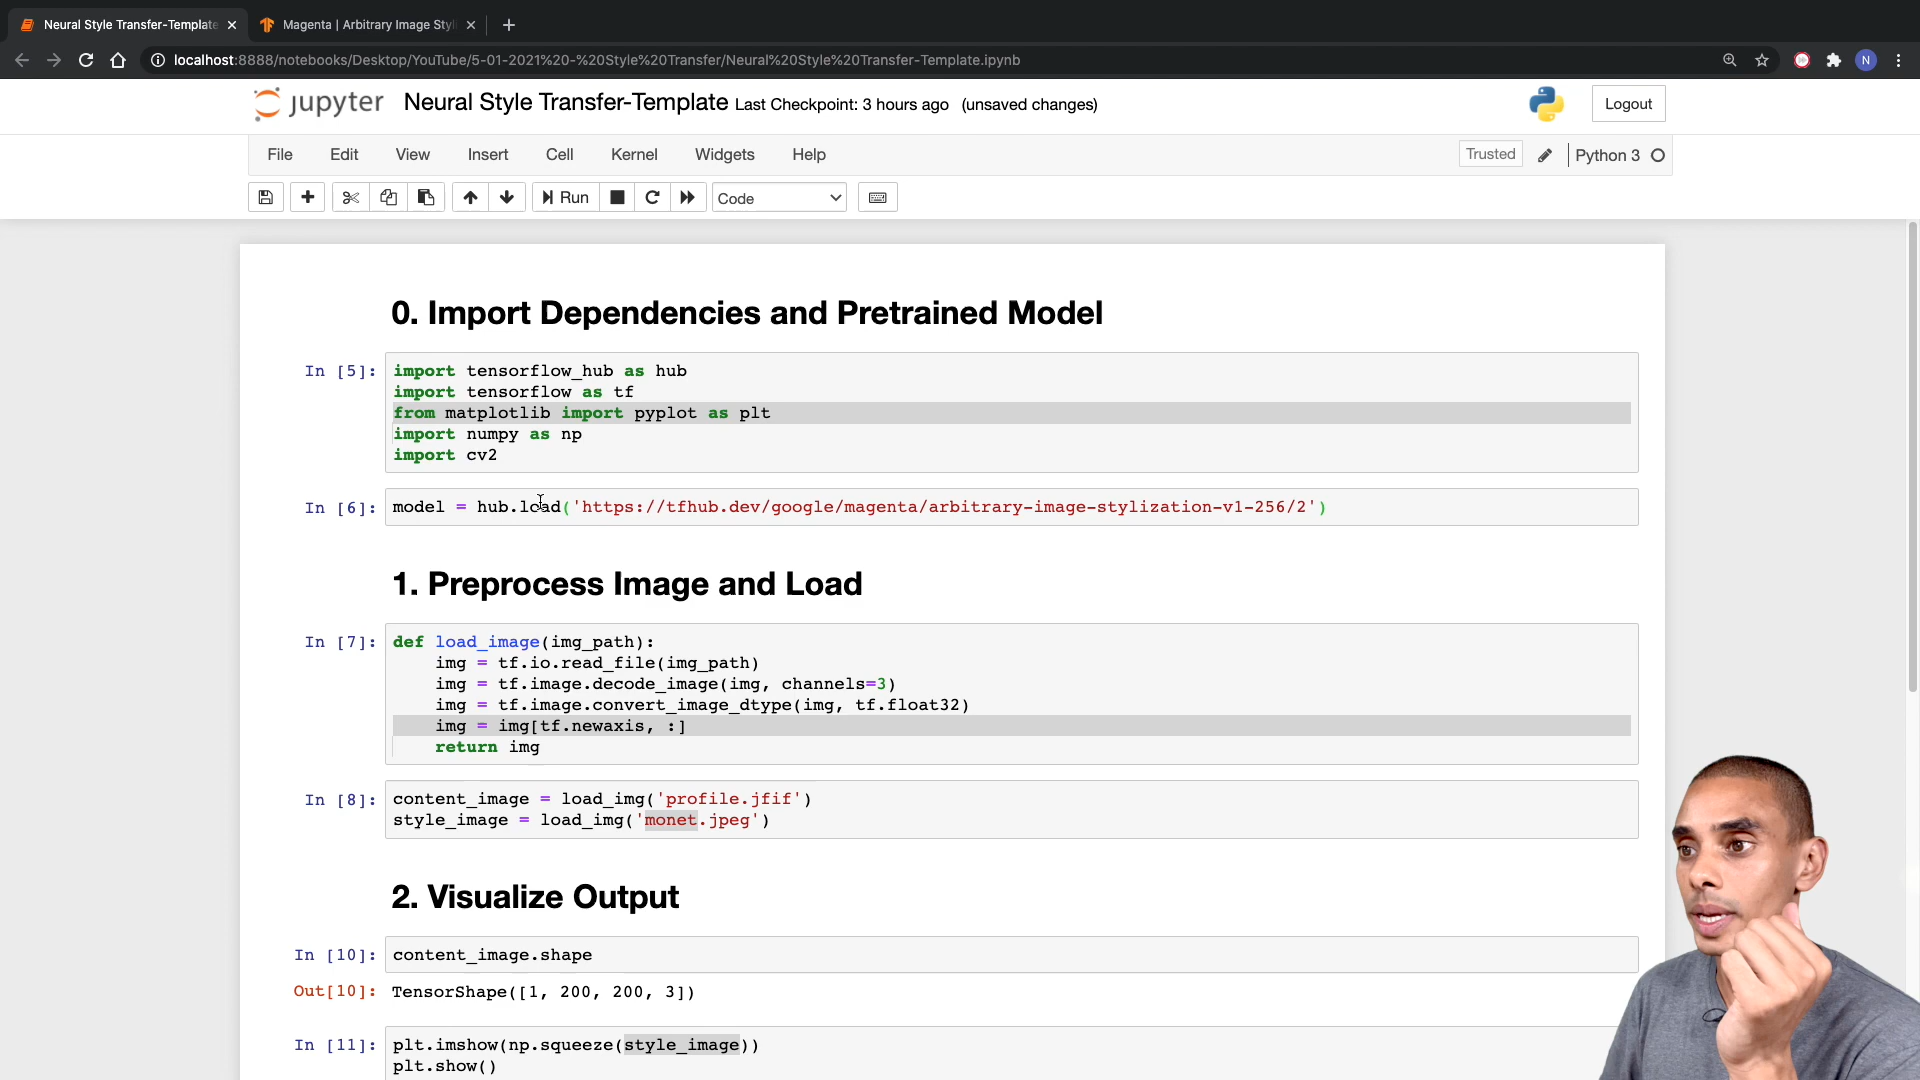 Neural Style Transfer-Template
Magenta | Arbitrary Image Styli
localhost:8888/notebooks/Desktop/YouTube/5-01-2021%20-%20Style%20Transfer/Neural%20Style%20Transfer-Template.ipynb
N
jupyter Neural Style Transfer-Template Last Checkpoint: 3 hours ago (unsaved changes)
Logout
File Edit View Insert Cell Kernel Widgets Help
Trusted Python 3
Run Code
0. Import Dependencies and Pretrained Model
In [5]: import tensorflow_hub as hub
import tensorflow as tf
from matplotlib import pyplot as plt
import numpy as np
import cv2
In [6]: model = hub.load('https://tfhub.dev/google/magenta/arbitrary-image-stylization-v1-256/2')
1. Preprocess Image and Load
In [7]: def load_image(img_path):
img = tf.io.read_file(img_path)
img = tf.image.decode_image(img, channels=3)
img = tf.image.convert_image_dtype(img, tf.float32)
img = img[tf.newaxis, :]
return img
In [8]: content_image = load_img('profile.jfif')
style_image = load_img('monet.jpeg')
2. Visualize Output
In [10]: content_image.shape
Out[10]: TensorShape([1, 200, 200, 3])
In [11]: plt.imshow(np.squeeze(style_image))
plt.show()